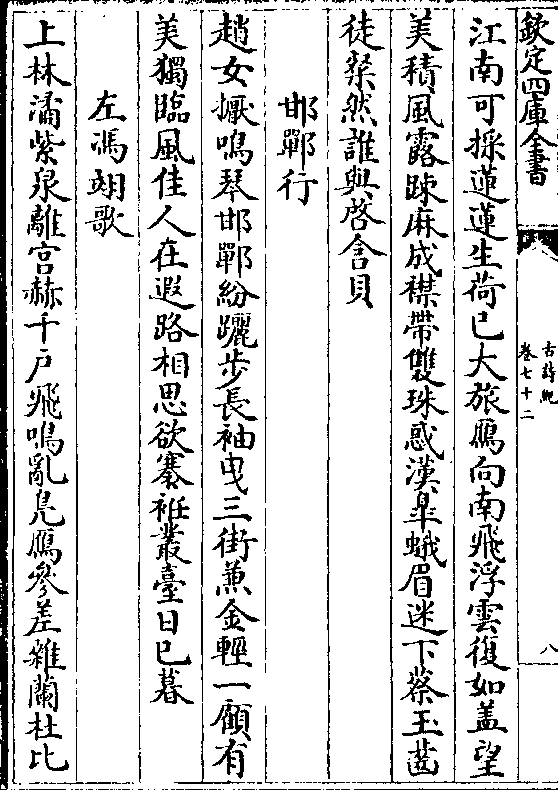 欽定四庫全書
古詩紀
卷七十二
八
江南可採蓮蓮生荷已大旅鴈向南飛浮雲復如蓋望
美積風露踈麻成襟帶雙珠惑漢臯蛾眉迷下蔡玉齒
徒粲然誰與啓含貝
邯鄲行
趙女擫鳴琴邯鄲紛躧步長袖曳三街兼金輕一顧有
美獨臨風佳人在遐路相思欲褰袵叢臺日已暮
左馮翊歌
上林潏紫泉離宮赫千戸飛鳴亂鳬鴈參差雜蘭杜比